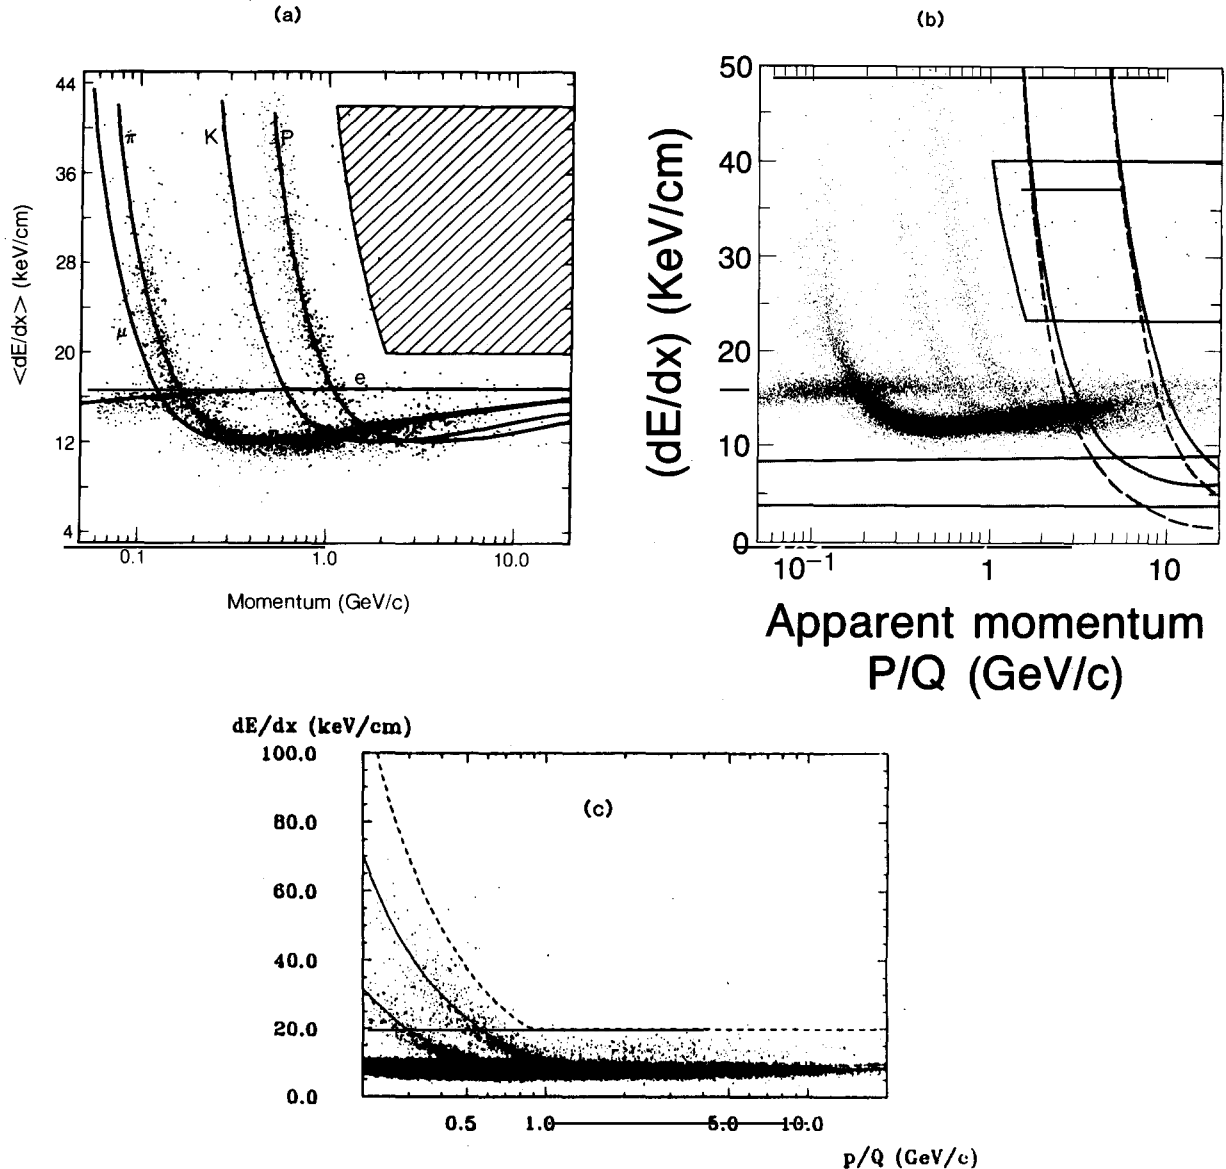 (a)
44
36
28
20
12
4
<dE/dx> (keV/cm)
π
K
P
μ
e
0.1
1.0
10.0
Momentum (GeV/c)
(b)
50
40
30
20
10
0
(dE/dx) (KeV/cm)
10⁻¹
1
10
Apparent momentum
P/Q (GeV/c)
dE/dx (keV/cm)
100.0
80.0
60.0
40.0
20.0
0.0
(c)
0.5
1.0
5.0
10.0
p/Q (GeV/c)